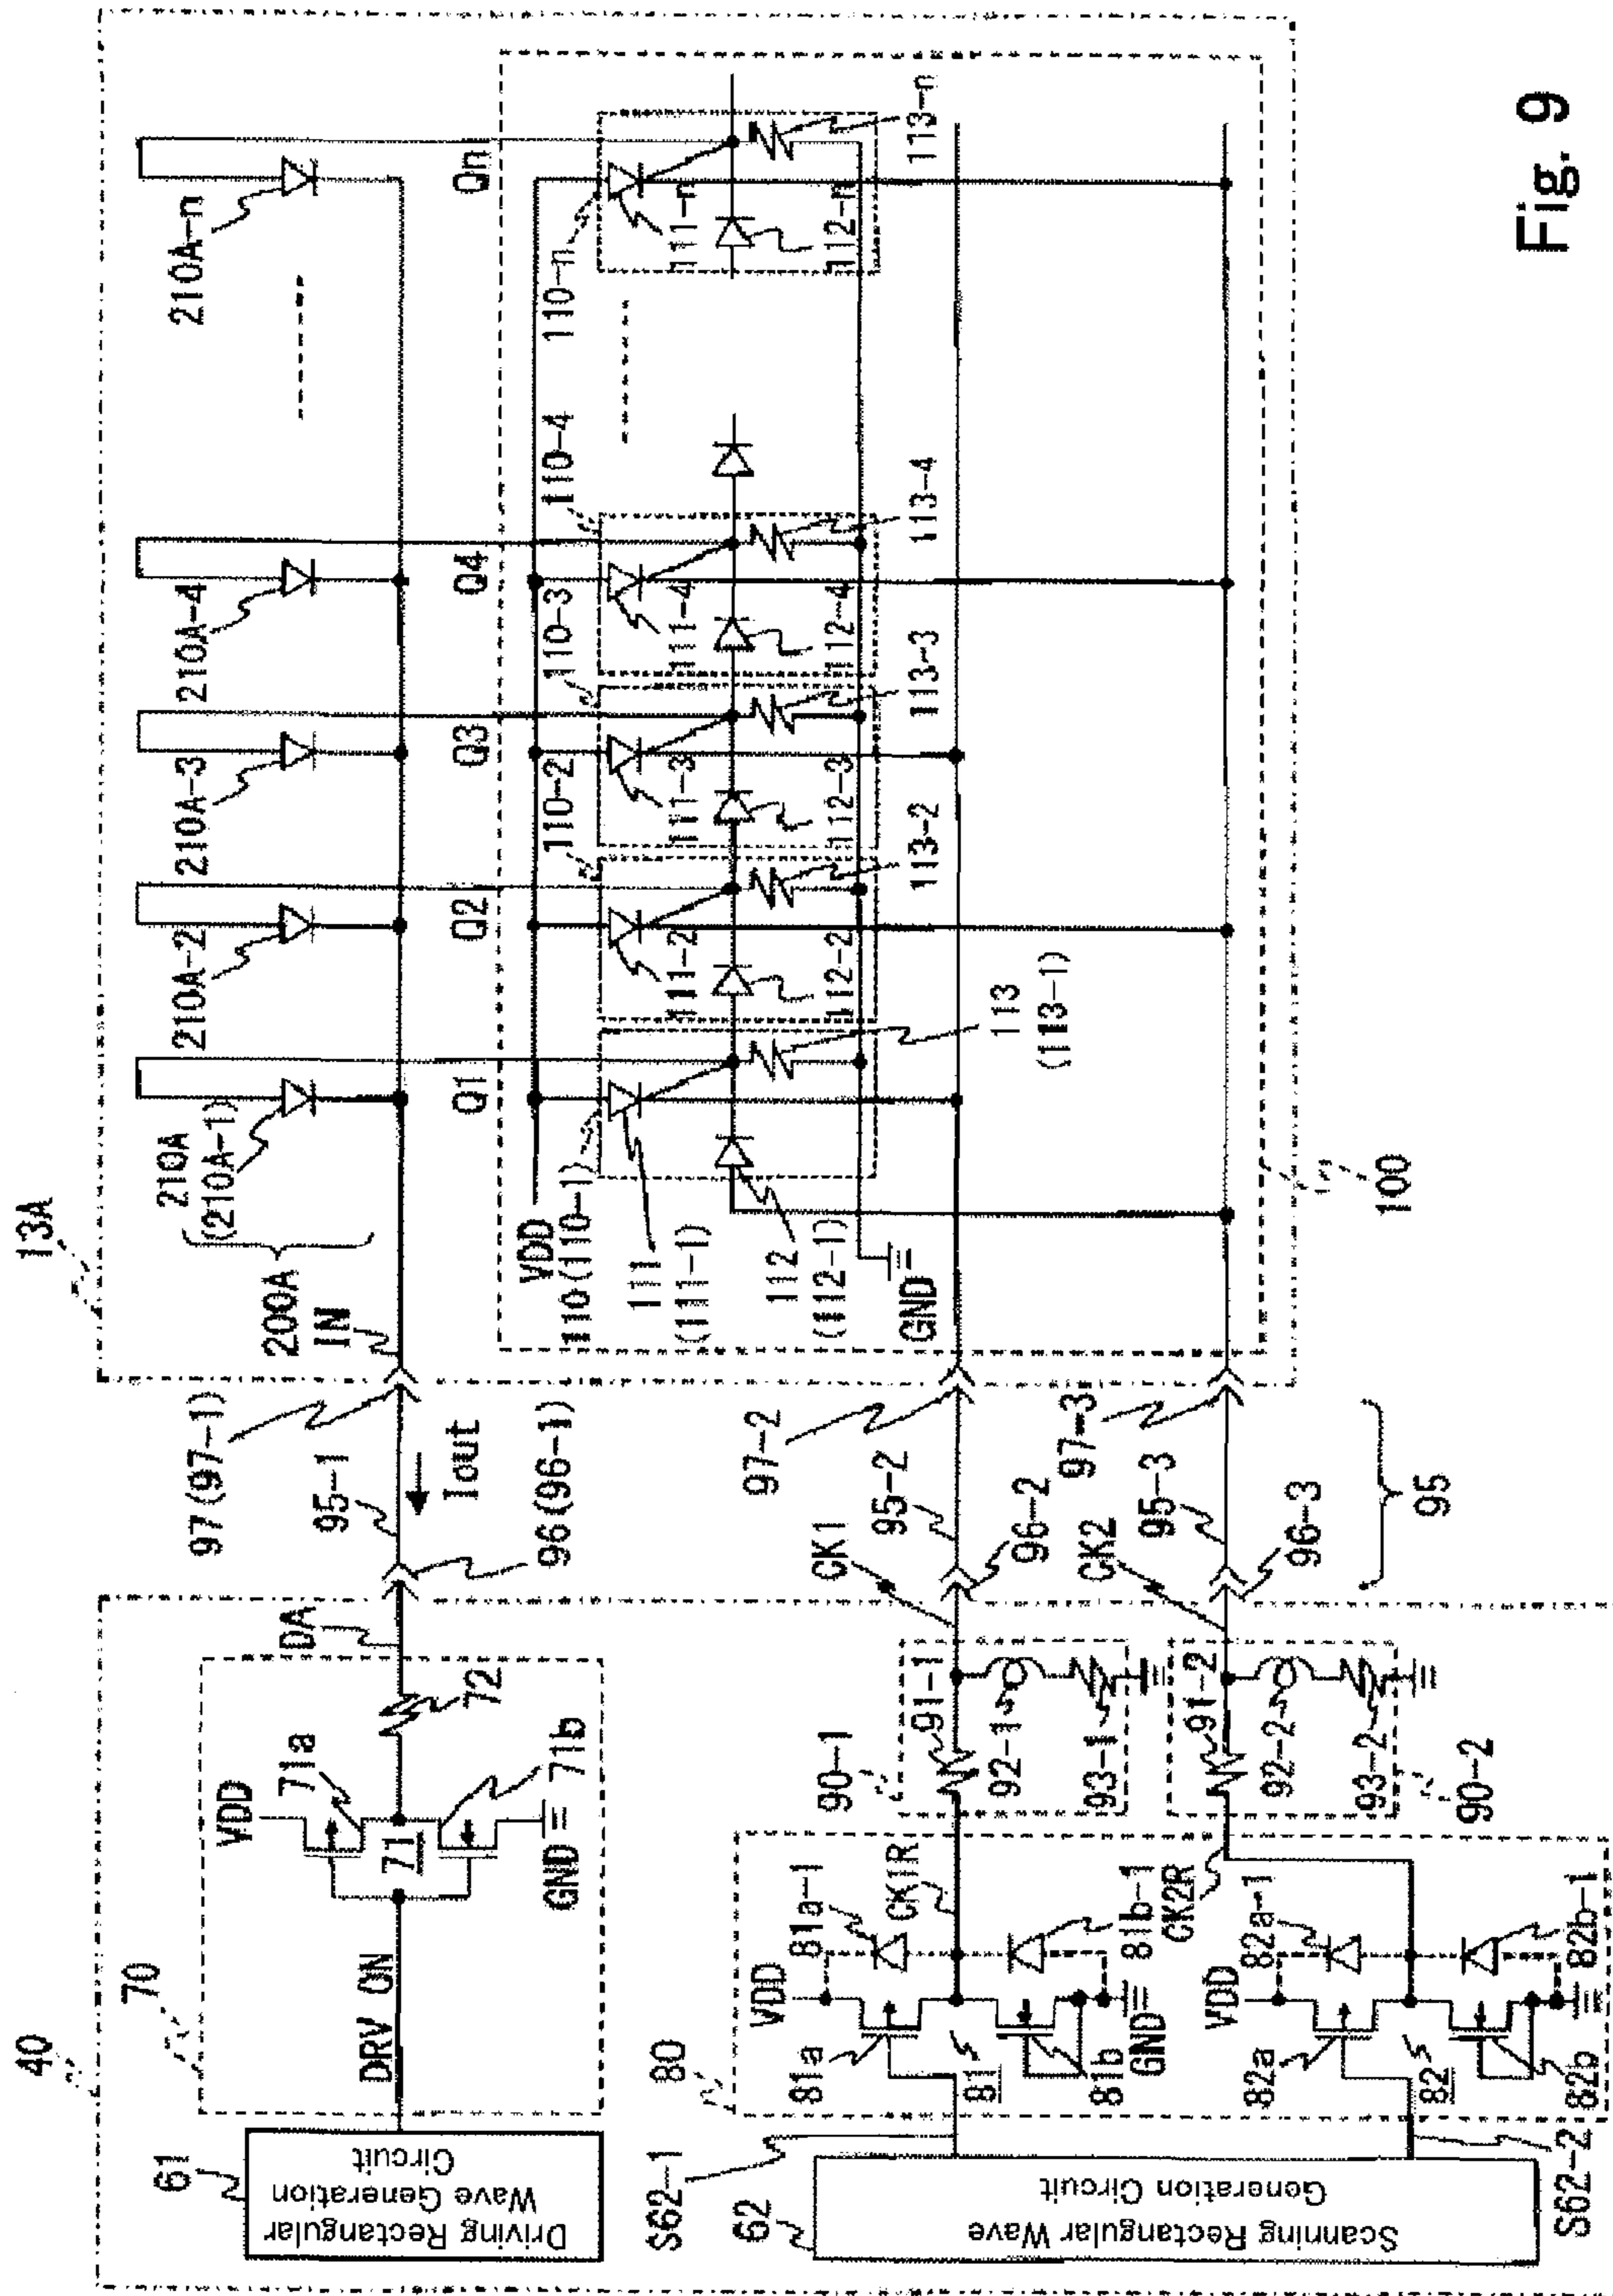 13A
200A
IN
210A
(210A-1)
210A-2
210A-3
210A-4
210A-n
Q1
Q2
Q3
Q4
Qn
VDD
110(110-1)
110-2
110-3
110-4
110-n
111
(111-1)
111-2
111-3
111-4
111-n
112
(112-1)
112-2
112-3
112-4
112-n
GND
113
(113-1)
113-2
113-3
113-4
113-n
100
97(97-1)
95-1
Iout
96(96-1)
97-2
95-2
CK1
96-2
97-3
95-3
CK2
96-3
95
40
70
61
Driving Rectangular
Wave Generation
Circuit
DRV ON
VDD
71a
71
71b
GND
72
DA
80
62
S62-1
Scanning Rectangular Wave
Generation Circuit
S62-2
VDD
81a
81a-1
81
81b
81b-1
GND
CK1R
VDD
82a
82a-1
82
82b
82b-1
CK2R
90-1
91-1
92-1
93-1
91-2
92-2
93-2
90-2
Fig. 9